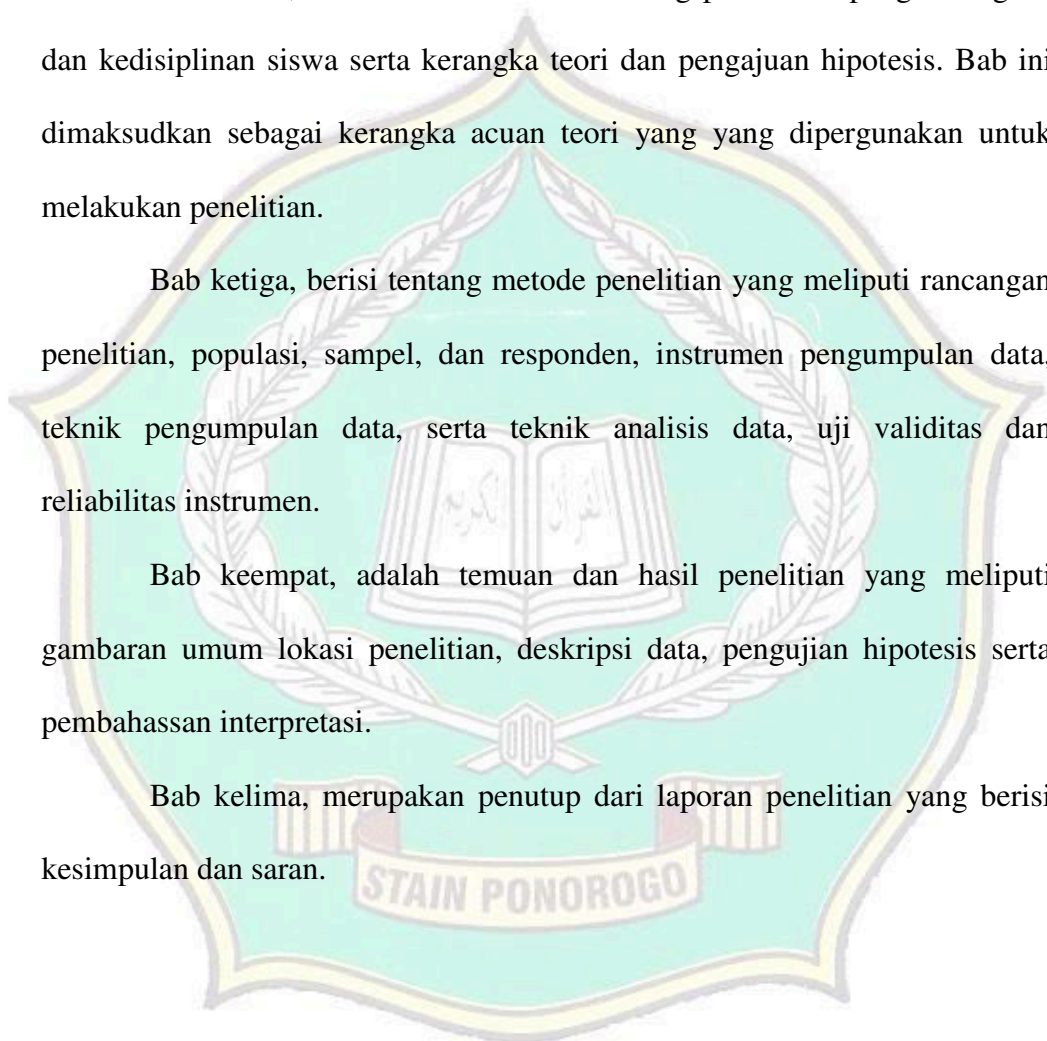 dan kedisiplinan siswa serta kerangka teori dan pengajuan hipotesis. Bab ini
dimaksudkan sebagai kerangka acuan teori yang yang dipergunakan untuk
melakukan penelitian.
Bab ketiga, berisi tentang metode penelitian yang meliputi rancangan
penelitian, populasi, sampel, dan responden, instrumen pengumpulan data,
teknik pengumpulan data, serta teknik analisis data, uji validitas dan
reliabilitas instrumen.
Bab keempat, adalah temuan dan hasil penelitian yang meliputi
gambaran umum lokasi penelitian, deskripsi data, pengujian hipotesis serta
pembahassan interpretasi.
Bab kelima, merupakan penutup dari laporan penelitian yang berisi
kesimpulan dan saran.
STAIN PONOROGO